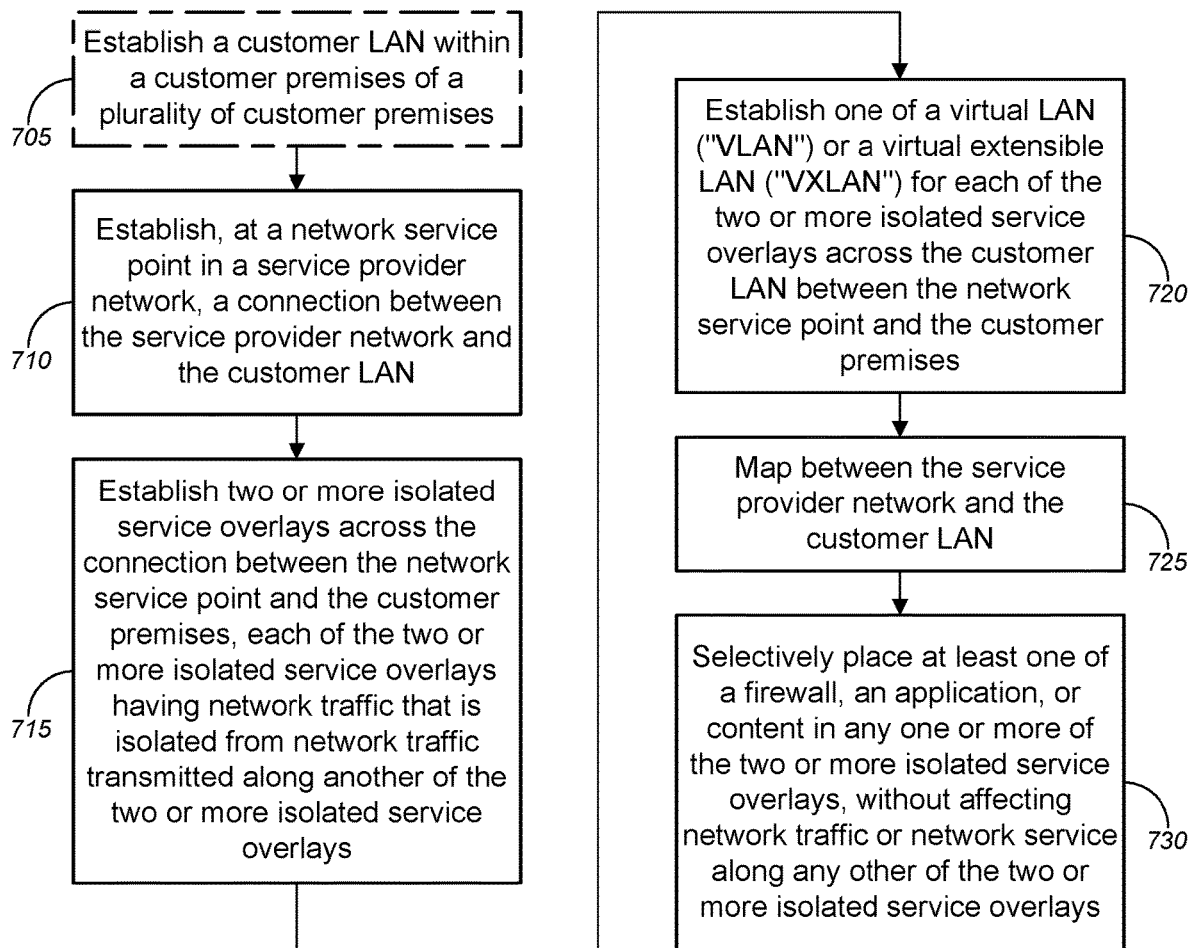 Establish a customer LAN within
a customer premises of a
plurality of customer premises
705
Establish, at a network service
point in a service provider
network, a connection between
the service provider network and
the customer LAN
710
Establish two or more isolated
service overlays across the
connection between the network
service point and the customer
premises, each of the two or
more isolated service overlays
having network traffic that is
isolated from network traffic
transmitted along another of the
two or more isolated service
overlays
715
Establish one of a virtual LAN
("VLAN") or a virtual extensible
LAN ("VXLAN") for each of the
two or more isolated service
overlays across the customer
LAN between the network
service point and the customer
premises
720
Map between the service
provider network and the
customer LAN
725
Selectively place at least one of
a firewall, an application, or
content in any one or more of
the two or more isolated service
overlays, without affecting
network traffic or network service
along any other of the two or
more isolated service overlays
730